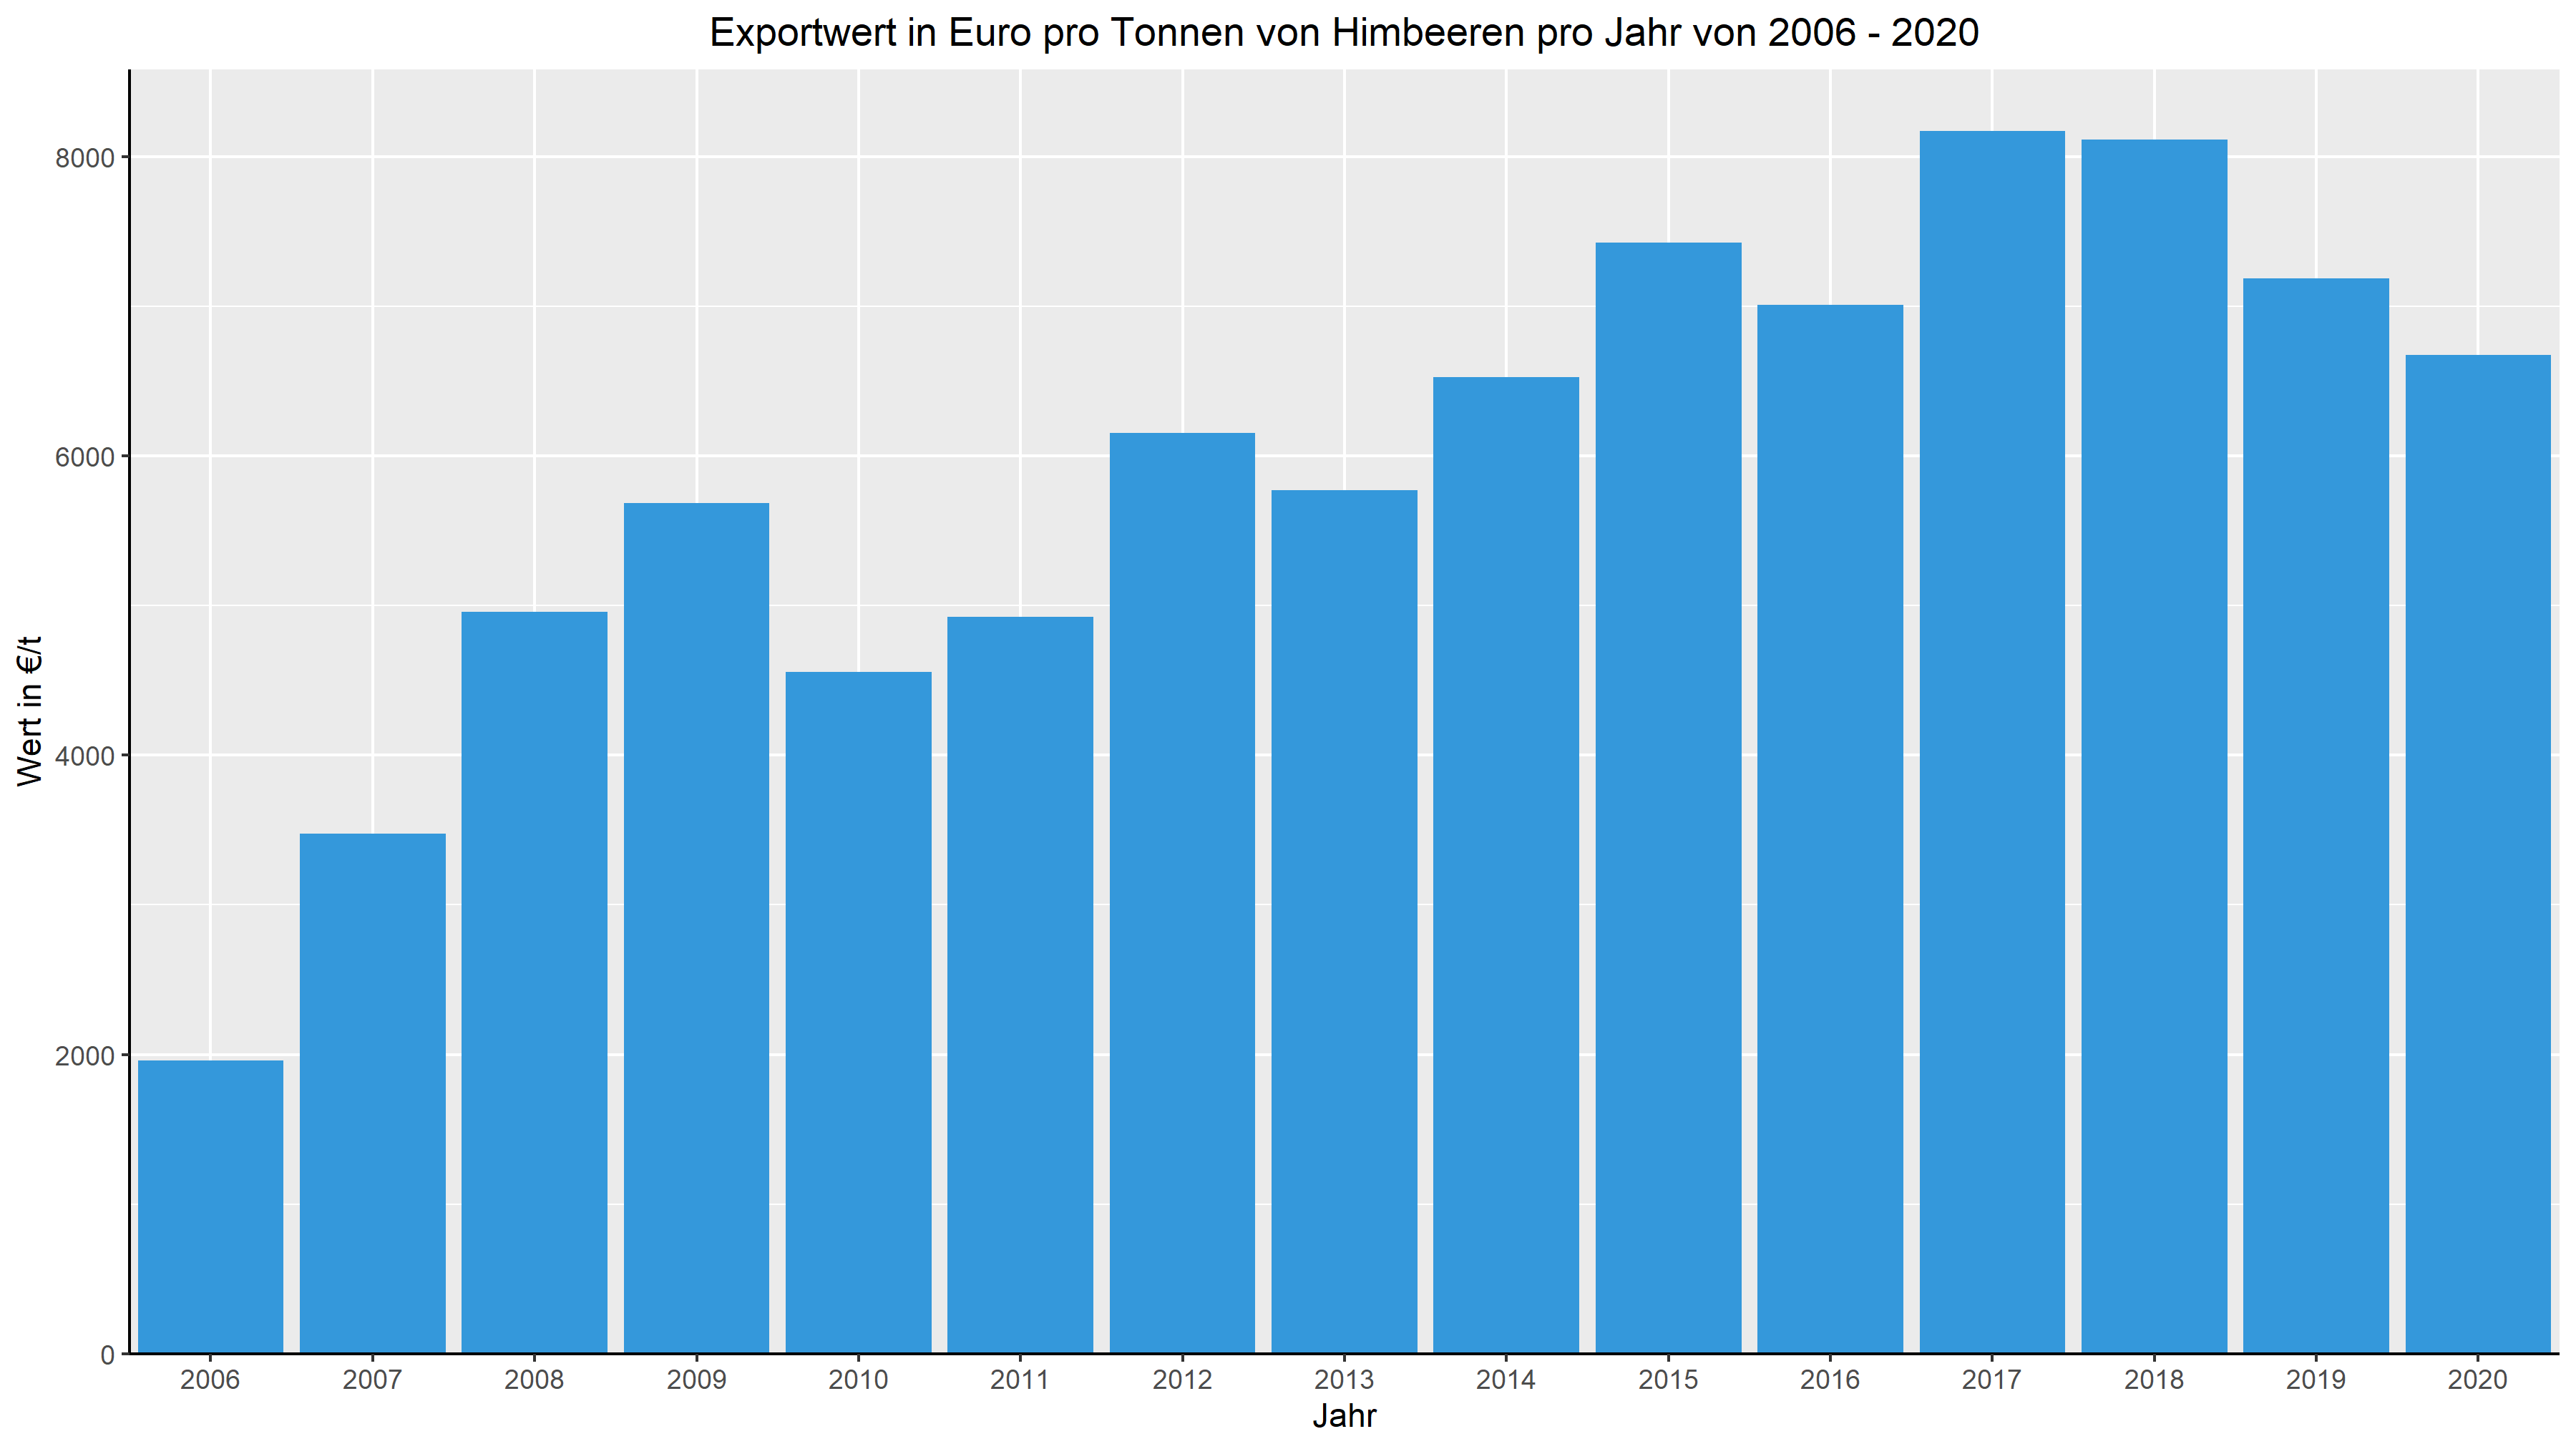 Exportwert in Euro pro Tonnen von Himbeeren pro Jahr von 2006 - 2020
Wert in €/t
8000
6000
4000
2000
0
2006 2007 2008 2009 2010 2011 2012 2013 2014 2015 2016 2017 2018 2019 2020
Jahr